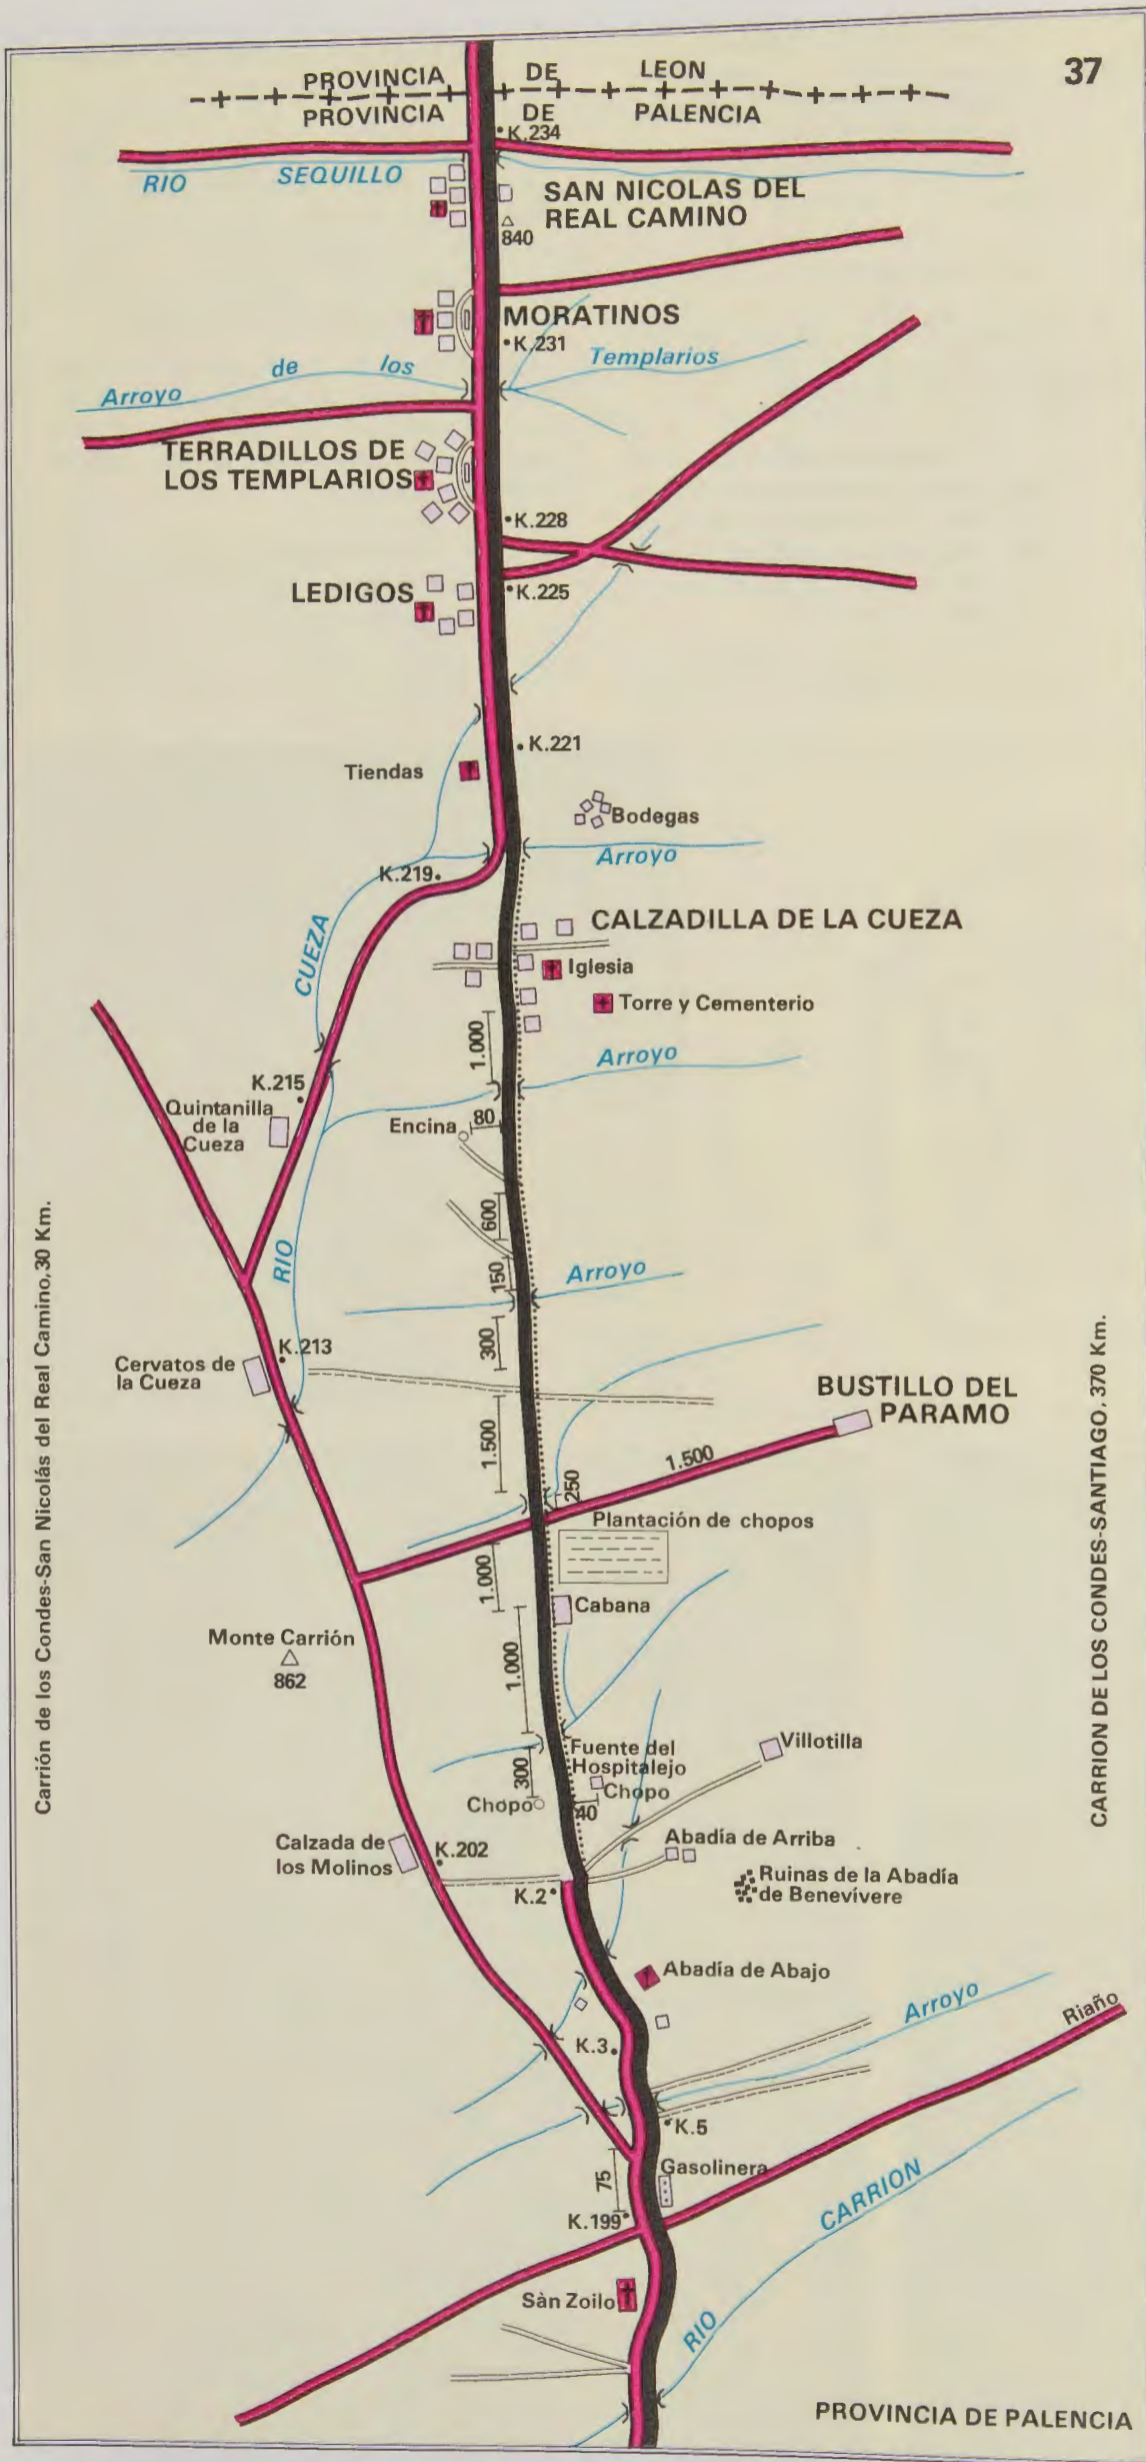 37
PROVINCIA DE LEON
PROVINCIA DE PALENCIA
K.234
RIO SEQUILLO
SAN NICOLAS DEL
REAL CAMINO
840
MORATINOS
K.231
Arroyo de los Templarios
TERRADILLOS DE
LOS TEMPLARIOS
K.228
LEDIGOS
K.225
K.221
Tiendas
Bodegas
Arroyo
K.219
CALZADILLA DE LA CUEZA
CUEZA
Iglesia
Torre y Cementerio
1.000
Arroyo
K.215
Quintanilla
de la
Cueza
Encina
80
600
RIO
150
Arroyo
300
K.213
Cervatos de
la Cueza
BUSTILLO DEL
PARAMO
1.500
1.500
250
Plantación de chopos
1.000
Cabana
Monte Carrión
862
1.000
Fuente del
Hospitalejo
Villotilla
300
Chopo
Chopo
40
Abadía de Arriba
Calzada de
los Molinos
K.202
K.2
Ruinas de la Abadía
de Benevívere
Abadía de Abajo
Arroyo
Riaño
K.3
K.5
75
Gasolinera
K.199
CARRION
Sàn Zoilo
RIO
PROVINCIA DE PALENCIA
Carrión de los Condes-San Nicolás del Real Camino,30 Km.
CARRION DE LOS CONDES-SANTIAGO, 370 Km.